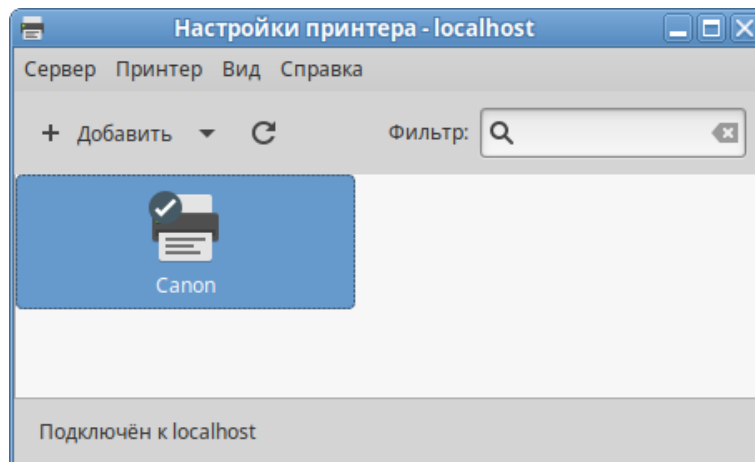 Настройки принтера - localhost
Сервер Принтер Вид Справка
+ Добавить Фильтр:
Canon
Подключён к localhost